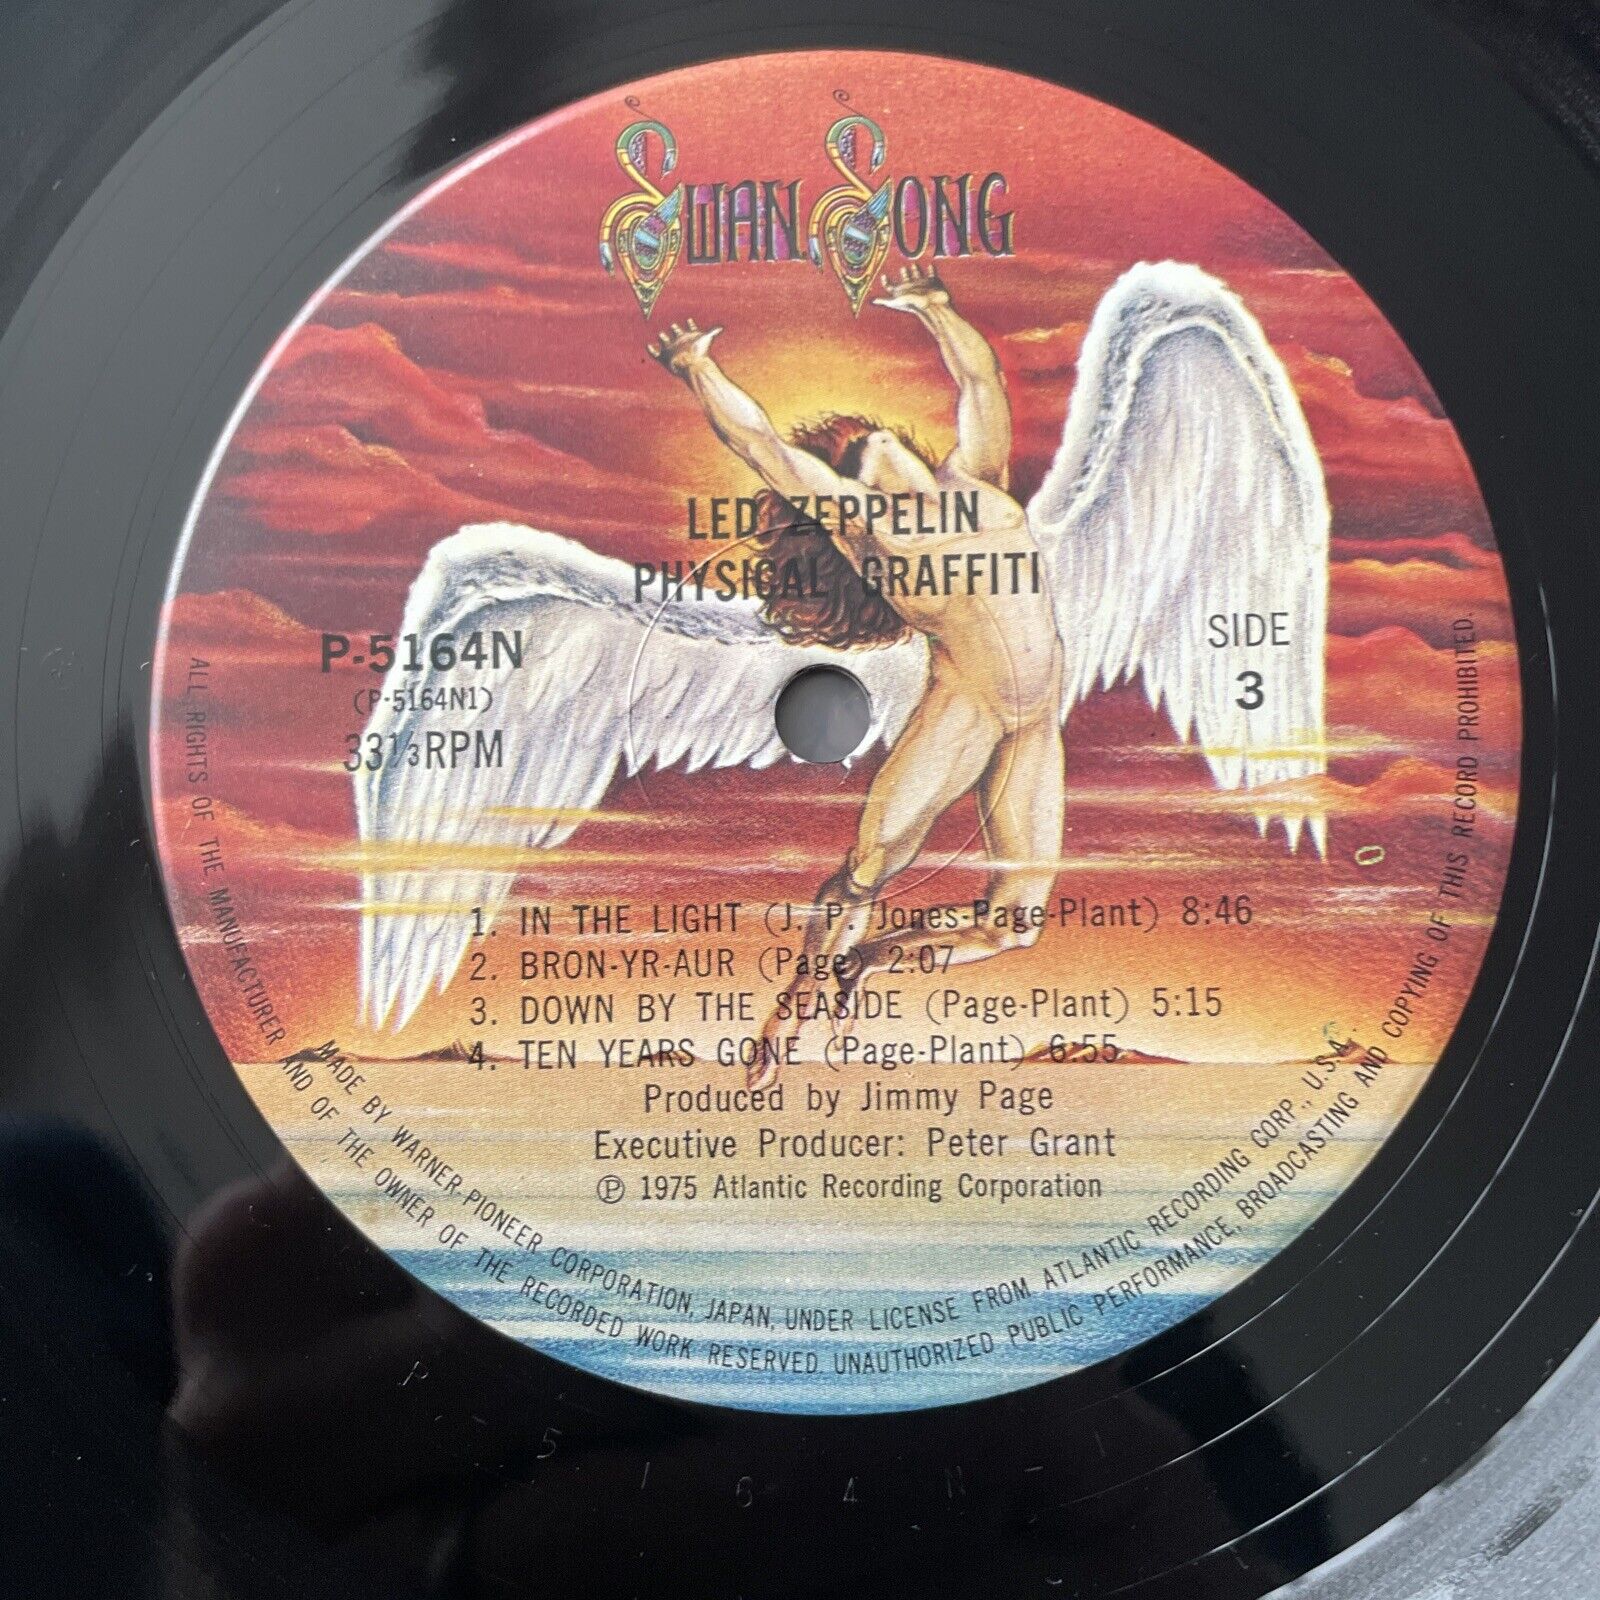 SWAN SONG
LED ZEPPELIN
PHYSICAL GRAFFITI
P-5164N
(P-5164N1)
33⅓RPM
SIDE
3
1. IN THE LIGHT (J. P. Jones-Page-Plant) 8:46
2. BRON-YR-AUR (Page) 2:07
3. DOWN BY THE SEASIDE (Page-Plant) 5:15
4. TEN YEARS GONE (Page-Plant) 6:55
Produced by Jimmy Page
Executive Producer: Peter Grant
Ⓟ 1975 Atlantic Recording Corporation
MADE BY WARNER-PIONEER CORPORATION, JAPAN, UNDER LICENSE FROM ATLANTIC RECORDING CORP., U.S.A.
ALL RIGHTS OF THE MANUFACTURER AND OF THE OWNER OF THE RECORDED WORK RESERVED. UNAUTHORIZED PUBLIC PERFORMANCE, BROADCASTING AND COPYING OF THIS RECORD PROHIBITED.
P 5164N-1